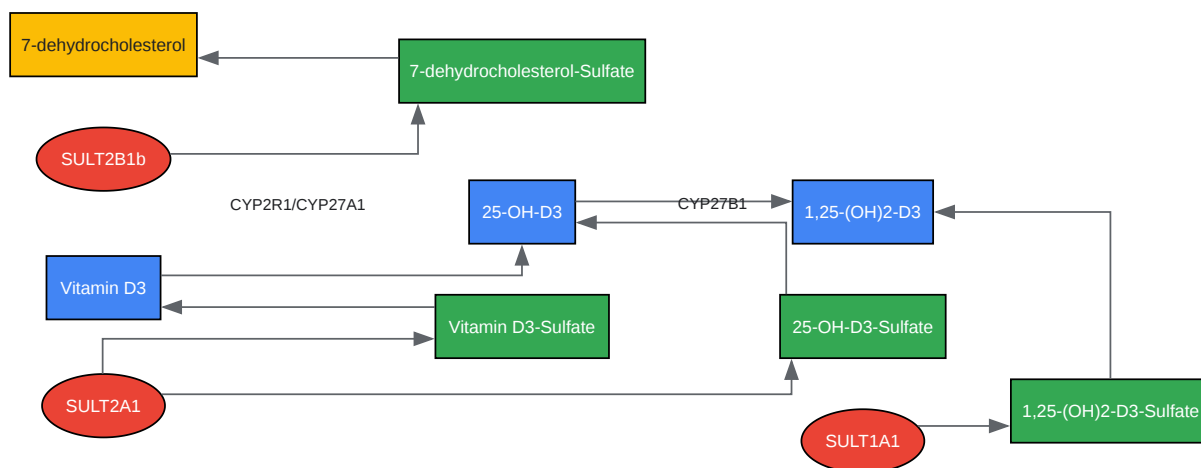 7-dehydrocholesterol
7-dehydrocholesterol-Sulfate
SULT2B1b
CYP2R1/CYP27A1
25-OH-D3
CYP27B1
1,25-(OH)2-D3
Vitamin D3
Vitamin D3-Sulfate
25-OH-D3-Sulfate
SULT2A1
1,25-(OH)2-D3-Sulfate
SULT1A1